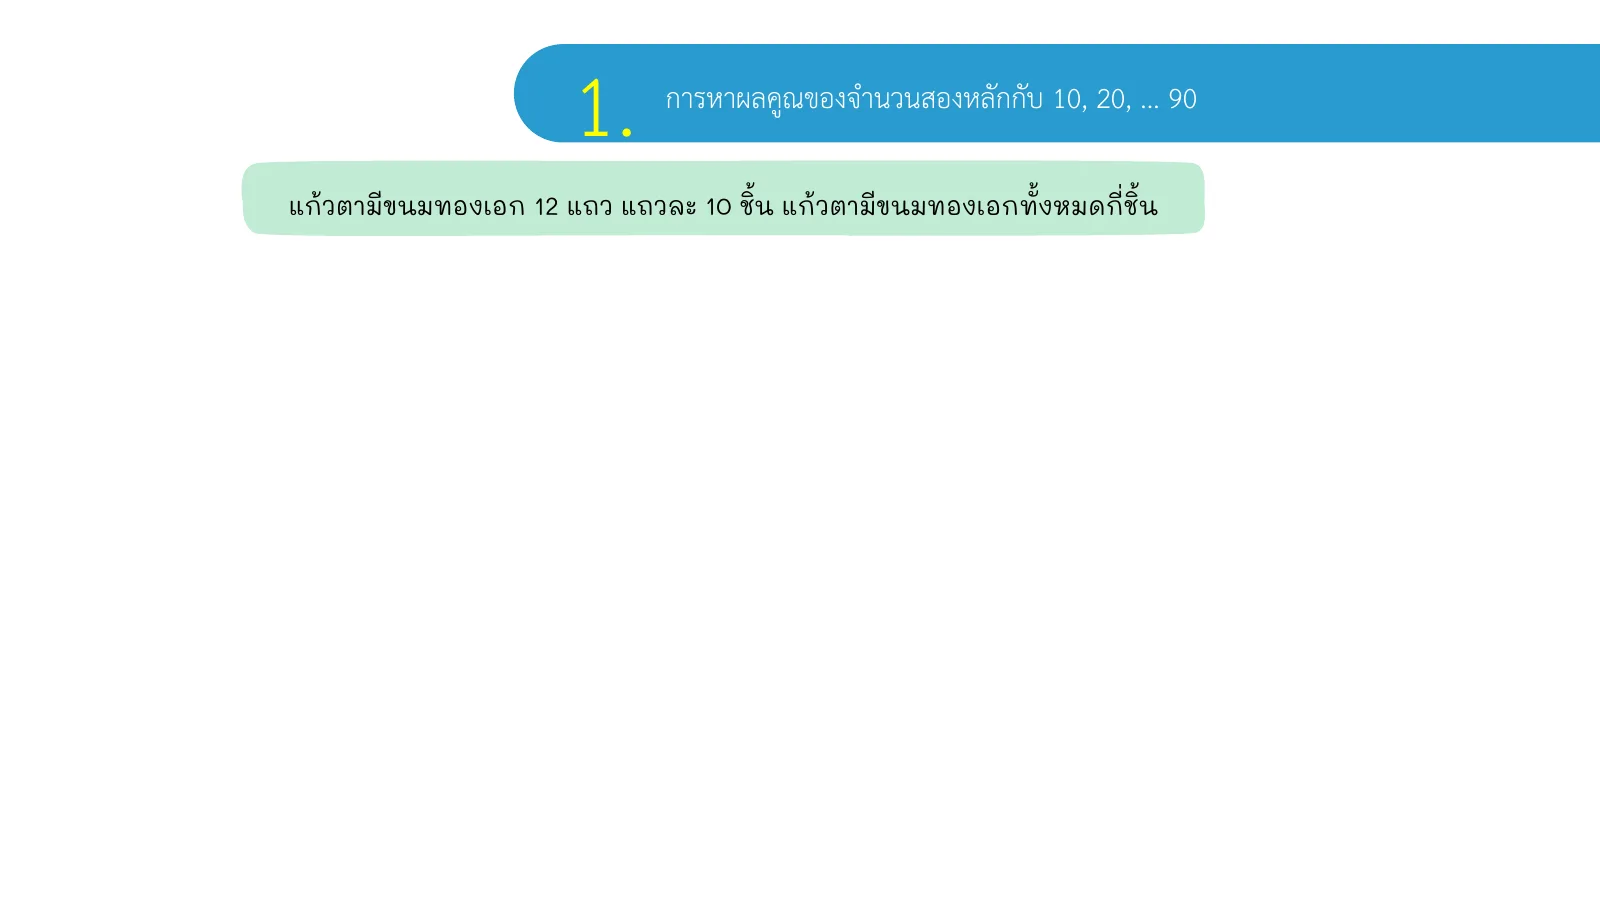 1. การหาผลคูณของจำนวนสองหลักกับ 10, 20, ... 90
แก้วตามีขนมทองเอก 12 แถว แถวละ 10 ชิ้น แก้วตามีขนมทองเอกทั้งหมดกี่ชิ้น